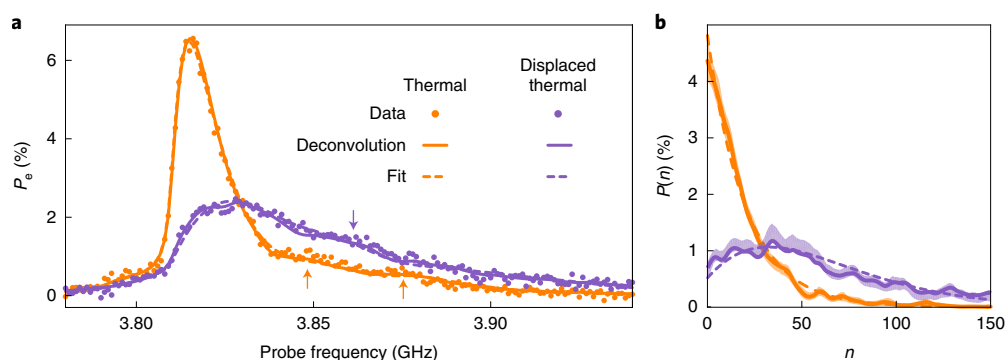 a
6
4
2
0
P_e (%)
3.80
3.85
3.90
Probe frequency (GHz)
Thermal
Displaced
thermal
Data
Deconvolution
Fit
b
4
3
2
1
0
P(n) (%)
0
50
100
150
n